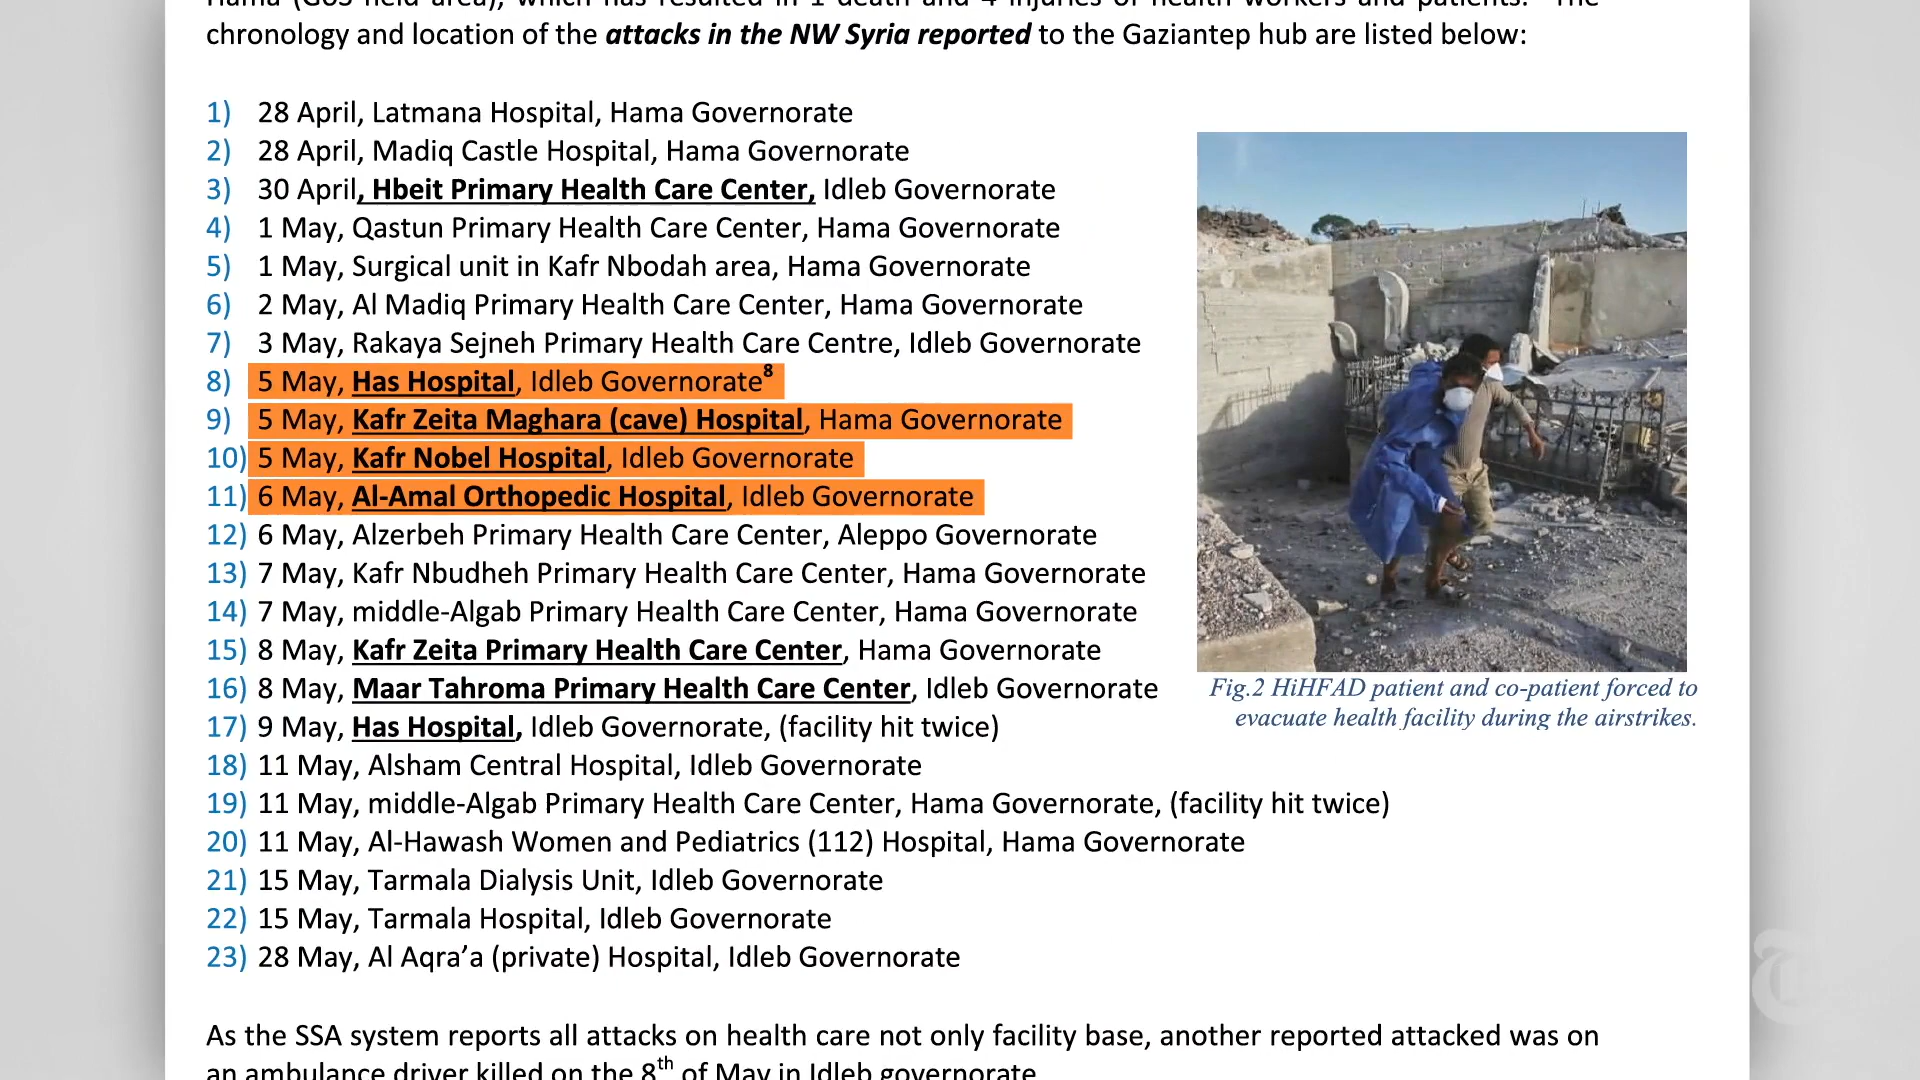 chronology and location of the attacks in the NW Syria reported to the Gaziantep hub are listed below:
1) 28 April, Latmana Hospital, Hama Governorate
2) 28 April, Madiq Castle Hospital, Hama Governorate
3) 30 April, Hbeit Primary Health Care Center, Idleb Governorate
4) 1 May, Qastun Primary Health Care Center, Hama Governorate
5) 1 May, Surgical unit in Kafr Nbodah area, Hama Governorate
6) 2 May, Al Madiq Primary Health Care Center, Hama Governorate
7) 3 May, Rakaya Sejneh Primary Health Care Centre, Idleb Governorate
8) 5 May, Has Hospital, Idleb Governorate8
9) 5 May, Kafr Zeita Maghara (cave) Hospital, Hama Governorate
10) 5 May, Kafr Nobel Hospital, Idleb Governorate
11) 6 May, Al-Amal Orthopedic Hospital, Idleb Governorate
12) 6 May, Alzerbeh Primary Health Care Center, Aleppo Governorate
13) 7 May, Kafr Nbudheh Primary Health Care Center, Hama Governorate
14) 7 May, middle-Algab Primary Health Care Center, Hama Governorate
15) 8 May, Kafr Zeita Primary Health Care Center, Hama Governorate
16) 8 May, Maar Tahroma Primary Health Care Center, Idleb Governorate
17) 9 May, Has Hospital, Idleb Governorate, (facility hit twice)
18) 11 May, Alsham Central Hospital, Idleb Governorate
19) 11 May, middle-Algab Primary Health Care Center, Hama Governorate, (facility hit twice)
20) 11 May, Al-Hawash Women and Pediatrics (112) Hospital, Hama Governorate
21) 15 May, Tarmala Dialysis Unit, Idleb Governorate
22) 15 May, Tarmala Hospital, Idleb Governorate
23) 28 May, Al Aqra’a (private) Hospital, Idleb Governorate
Fig.2 HiHFAD patient and co-patient forced to
evacuate health facility during the airstrikes.
As the SSA system reports all attacks on health care not only facility base, another reported attacked was on
an ambulance driver killed on the 8th of May in Idleb governorate